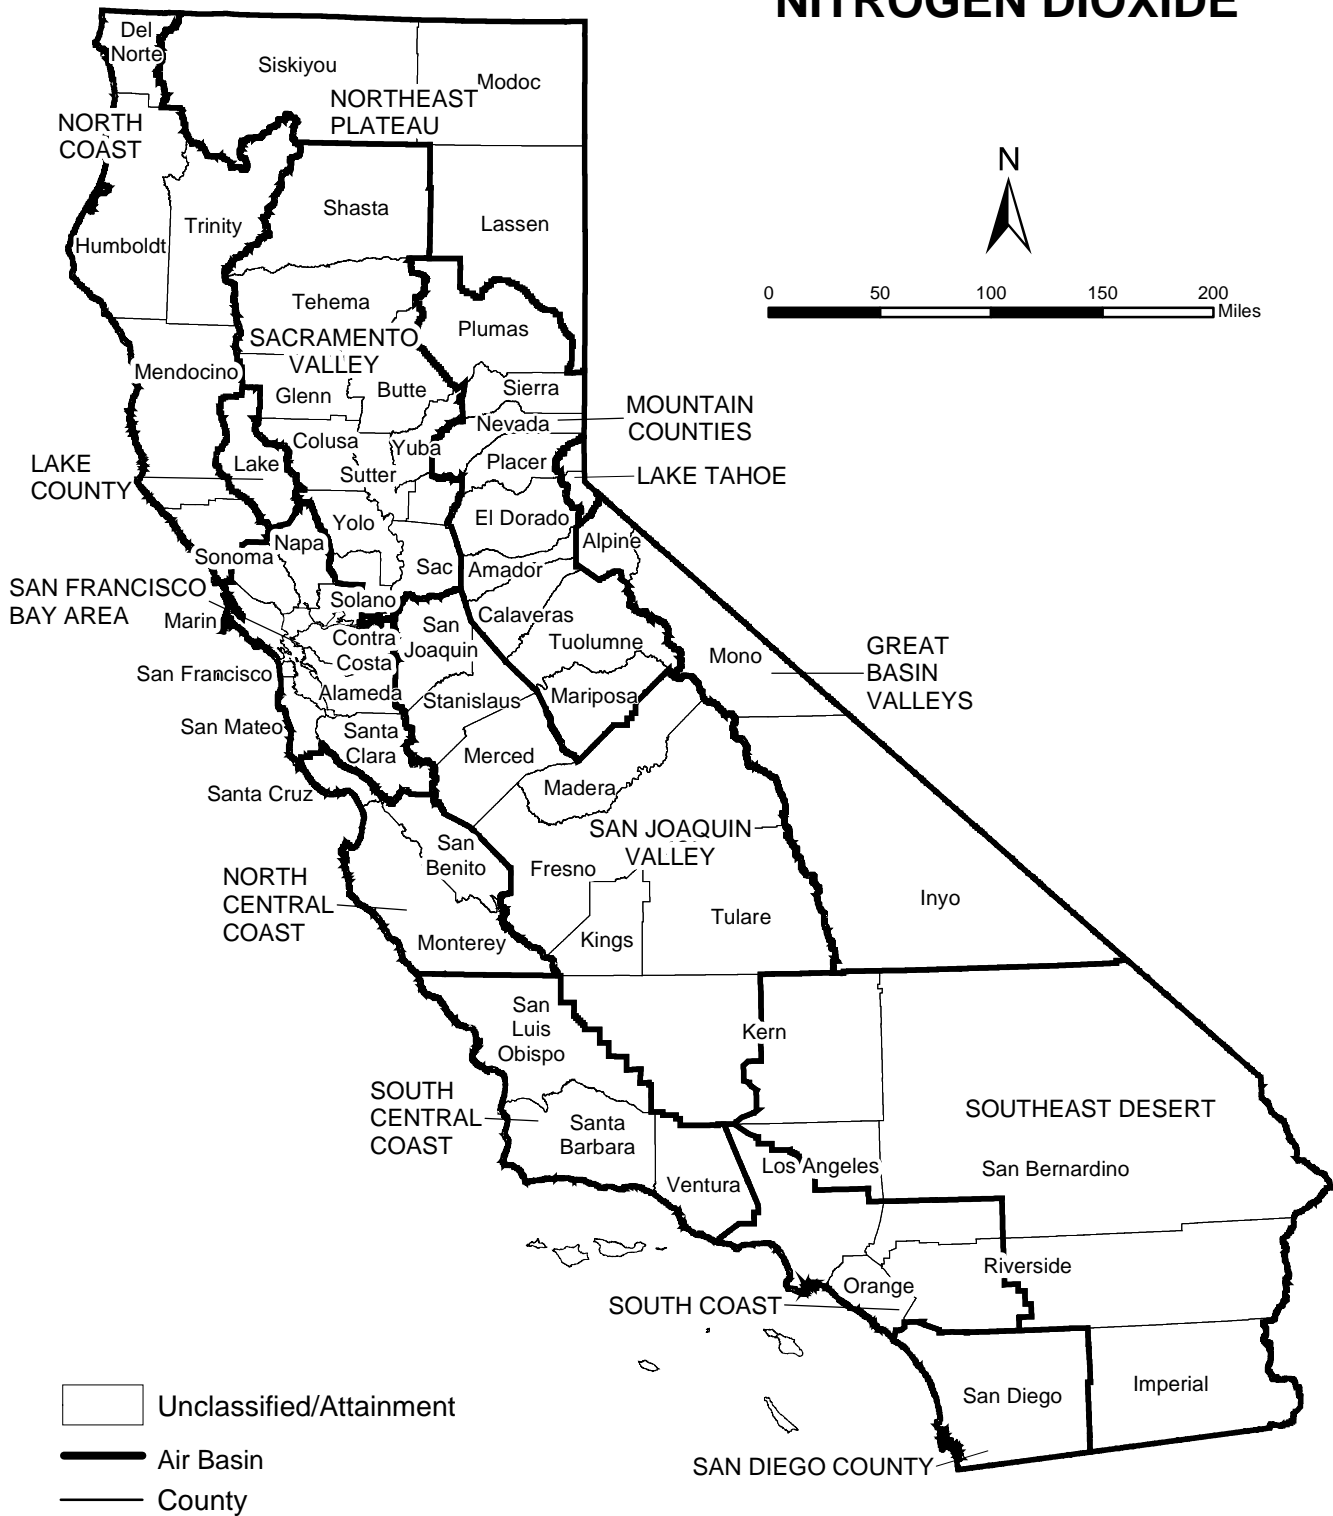 NITROGEN DIOXIDE
Del
Norte
Siskiyou
Modoc
NORTHEAST
PLATEAU
NORTH
COAST
N
Shasta
Trinity
Lassen
Humboldt
0 50 100 150 200
Miles
Tehema
Plumas
SACRAMENTO
VALLEY
Mendocino
Glenn
Butte
Sierra
MOUNTAIN
COUNTIES
Nevada
Colusa
Yuba
Placer
LAKE
COUNTY
Lake
Sutter
LAKE TAHOE
Yolo
El Dorado
Napa
Alpine
Sonoma
Sac
Amador
SAN FRANCISCO
BAY AREA
Solano
Marin
Calaveras
Contra
Costa
San
Joaquin
Tuolumne
Mono
GREAT
BASIN
VALLEYS
San Francisco
Alameda
Stanislaus
Mariposa
San Mateo
Santa
Clara
Merced
Madera
Santa Cruz
SAN JOAQUIN
VALLEY
San
Benito
Fresno
NORTH
CENTRAL
COAST
Inyo
Tulare
Monterey
Kings
San
Luis
Obispo
Kern
SOUTH
CENTRAL
COAST
Santa
Barbara
SOUTHEAST DESERT
Los Angeles
San Bernardino
Ventura
Riverside
Orange
SOUTH COAST
San Diego
Imperial
Unclassified/Attainment
Air Basin
County
SAN DIEGO COUNTY